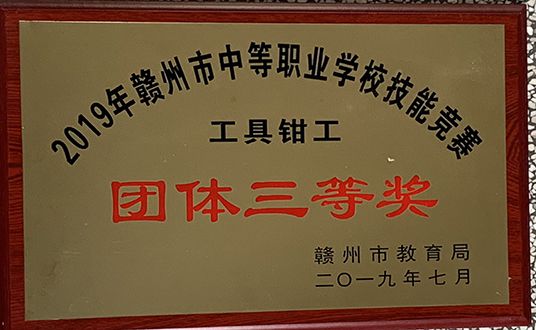 2019年赣州市中等职业学校技能竞赛
工具钳工
团体三等奖
赣州市教育局
二〇一九年七月